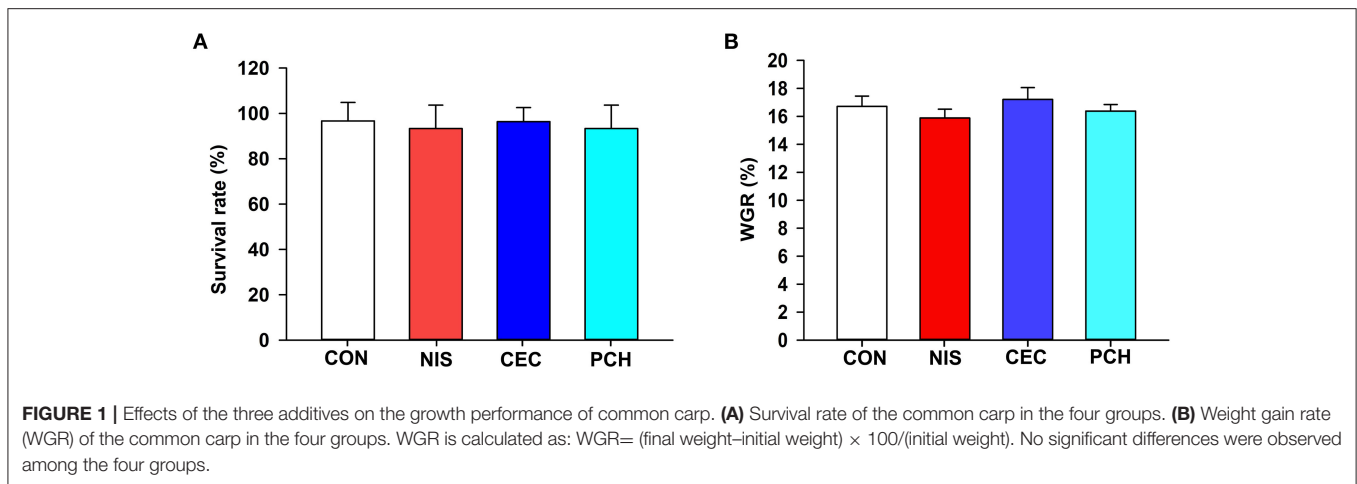 A
Survival rate (%)
120
100
80
60
40
20
0
CON NIS CEC PCH
B
WGR (%)
20
18
16
14
12
10
8
6
4
2
0
CON NIS CEC PCH
FIGURE 1 | Effects of the three additives on the growth performance of common carp. (A) Survival rate of the common carp in the four groups. (B) Weight gain rate
(WGR) of the common carp in the four groups. WGR is calculated as: WGR= (final weight–initial weight) × 100/(initial weight). No significant differences were observed
among the four groups.